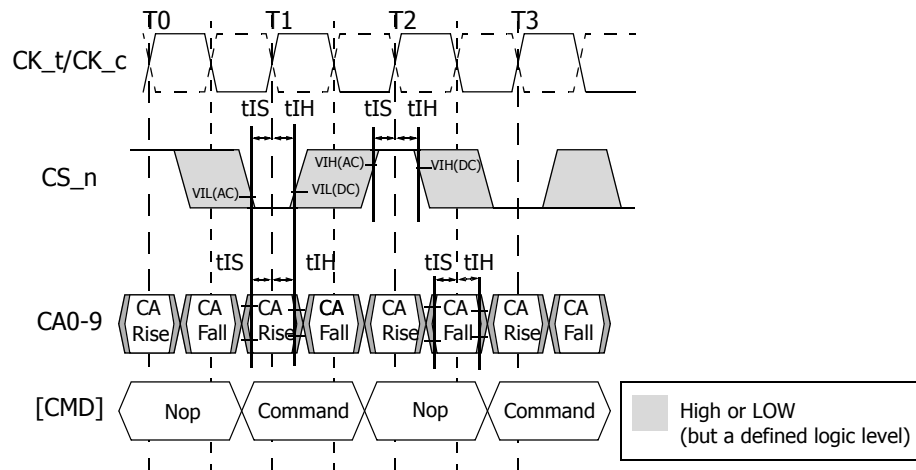 T0 T1 T2 T3
CK_t/CK_c
tIS tIH tIS tIH
CS_n
VIL(AC)
VIH(AC)
VIL(DC)
VIH(DC)
tIS tIH tIS tIH
CA0-9
CA Rise
CA Fall
CA Rise
CA Fall
CA Rise
CA Fall
CA Rise
CA Fall
[CMD] Nop Command Nop Command
High or LOW
(but a defined logic level)